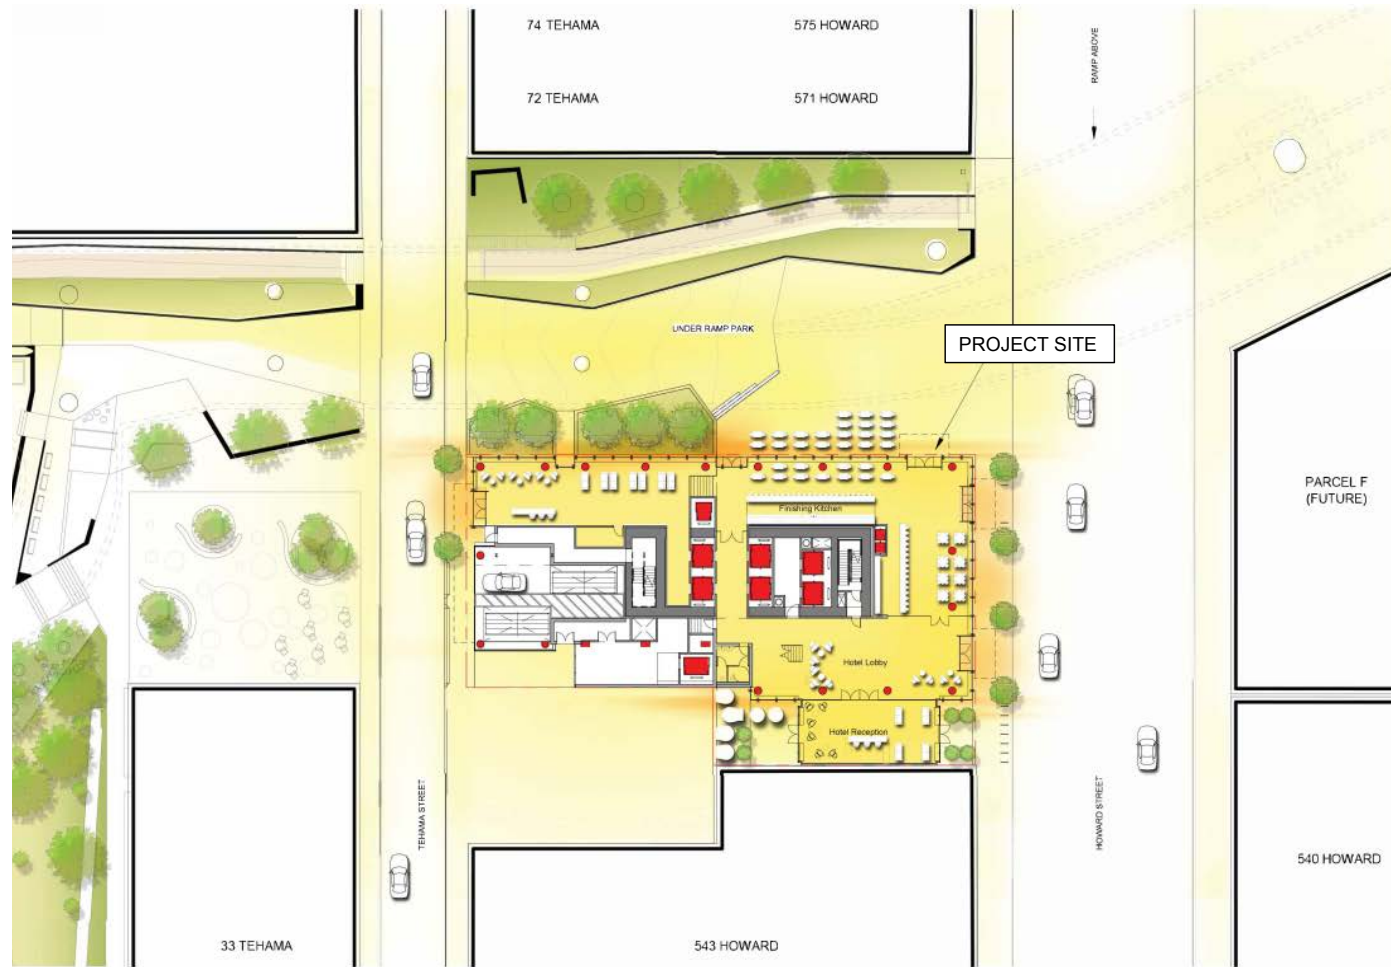 74 TEHAMA
575 HOWARD
72 TEHAMA
571 HOWARD
RAMP ABOVE
UNDER RAMP PARK
PROJECT SITE
PARCEL F
(FUTURE)
Finishing Kitchen
Hotel Lobby
Hotel Reception
TEHAMA STREET
HOWARD STREET
540 HOWARD
33 TEHAMA
543 HOWARD